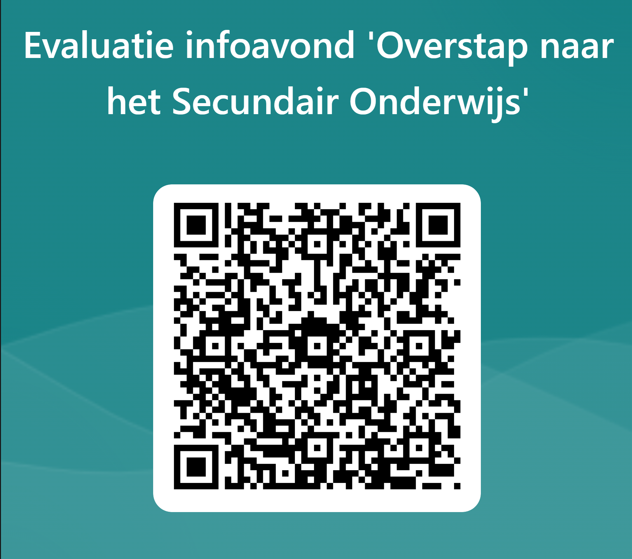 Evaluatie infoavond 'Overstap naar
het Secundair Onderwijs'